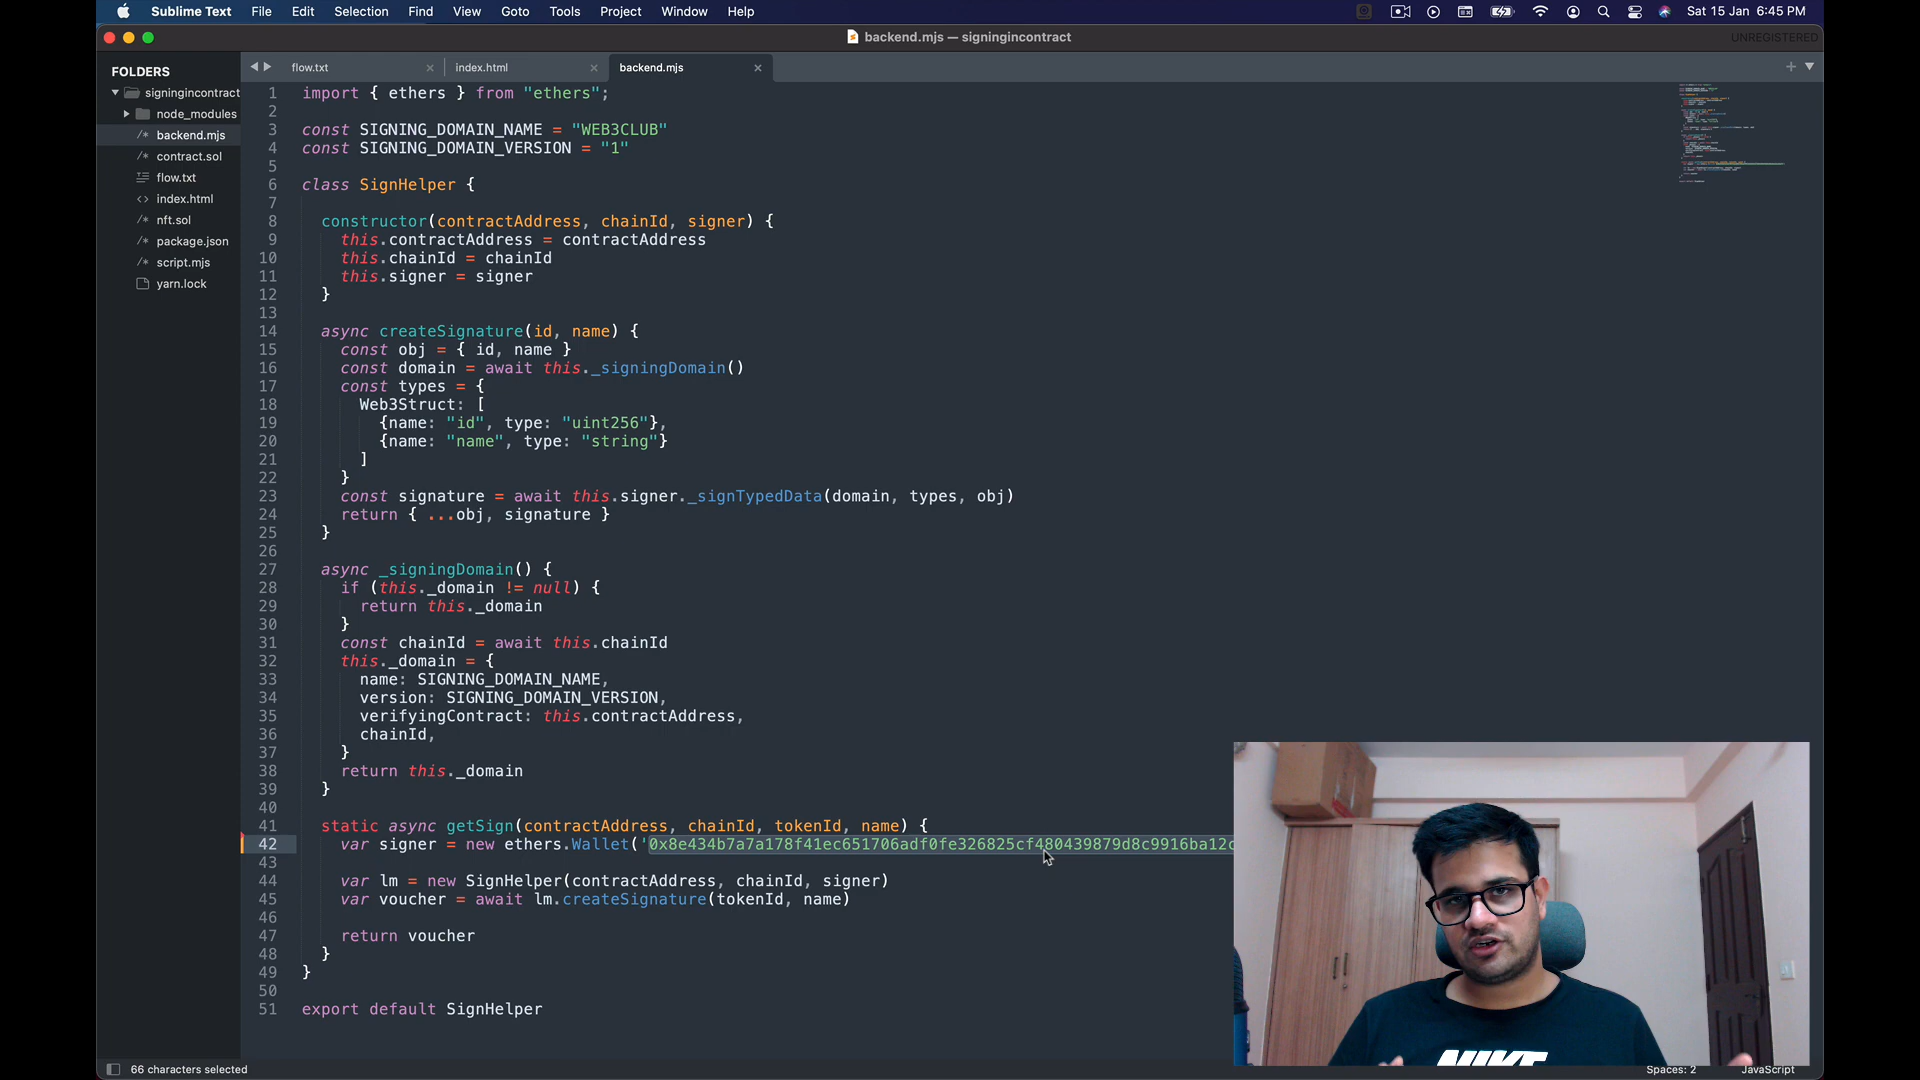 Sublime Text File Edit Selection Find View Goto Tools Project Window Help Sat 15 Jan 6:45 PM
backend.mjs — signingincontract UNREGISTERED
FOLDERS
signingincontract
node_modules
/* backend.mjs
/* contract.sol
flow.txt
<> index.html
/* nft.sol
/* package.json
/* script.mjs
yarn.lock
flow.txt × index.html × backend.mjs ×
1 import { ethers } from "ethers";
2
3 const SIGNING_DOMAIN_NAME = "WEB3CLUB"
4 const SIGNING_DOMAIN_VERSION = "1"
5
6 class SignHelper {
7
8 constructor(contractAddress, chainId, signer) {
9 this.contractAddress = contractAddress
10 this.chainId = chainId
11 this.signer = signer
12 }
13
14 async createSignature(id, name) {
15 const obj = { id, name }
16 const domain = await this._signingDomain()
17 const types = {
18 Web3Struct: [
19 {name: "id", type: "uint256"},
20 {name: "name", type: "string"}
21 ]
22 }
23 const signature = await this.signer._signTypedData(domain, types, obj)
24 return { ...obj, signature }
25 }
26
27 async _signingDomain() {
28 if (this._domain != null) {
29 return this._domain
30 }
31 const chainId = await this.chainId
32 this._domain = {
33 name: SIGNING_DOMAIN_NAME,
34 version: SIGNING_DOMAIN_VERSION,
35 verifyingContract: this.contractAddress,
36 chainId,
37 }
38 return this._domain
39 }
40
41 static async getSign(contractAddress, chainId, tokenId, name) {
42 var signer = new ethers.Wallet('0x8e434b7a7a178f41ec651706adf0fe326825cf480439879d8c9916ba12c
43
44 var lm = new SignHelper(contractAddress, chainId, signer)
45 var voucher = await lm.createSignature(tokenId, name)
46
47 return voucher
48 }
49 }
50
51 export default SignHelper
66 characters selected Spaces: 2 JavaScript